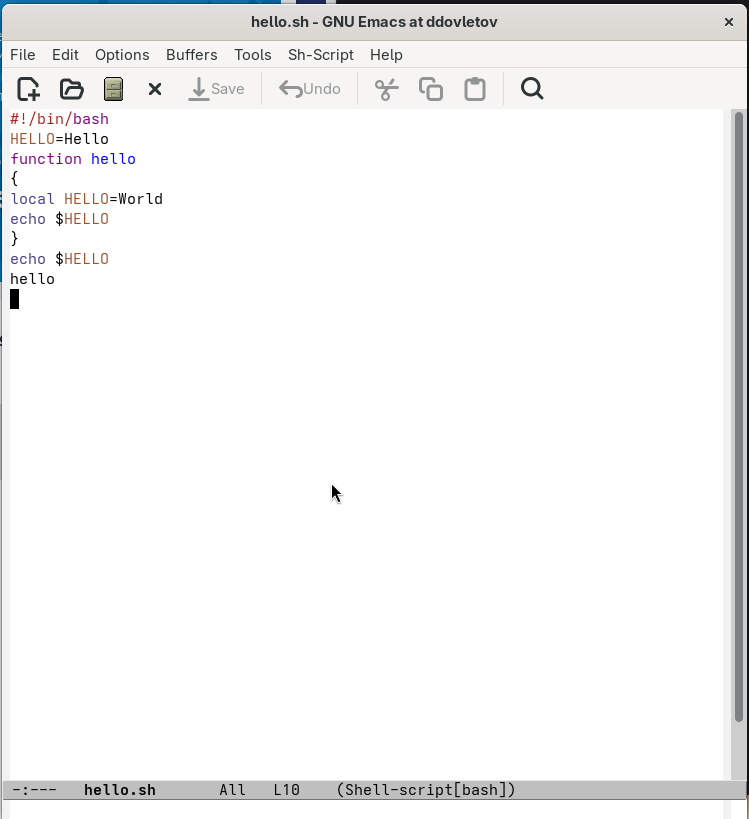 hello.sh - GNU Emacs at ddovletov
File Edit Options Buffers Tools Sh-Script Help
Save Undo
#!/bin/bash
HELLO=Hello
function hello
{
local HELLO=World
echo $HELLO
}
echo $HELLO
hello
-:--- hello.sh All L10 (Shell-script[bash])